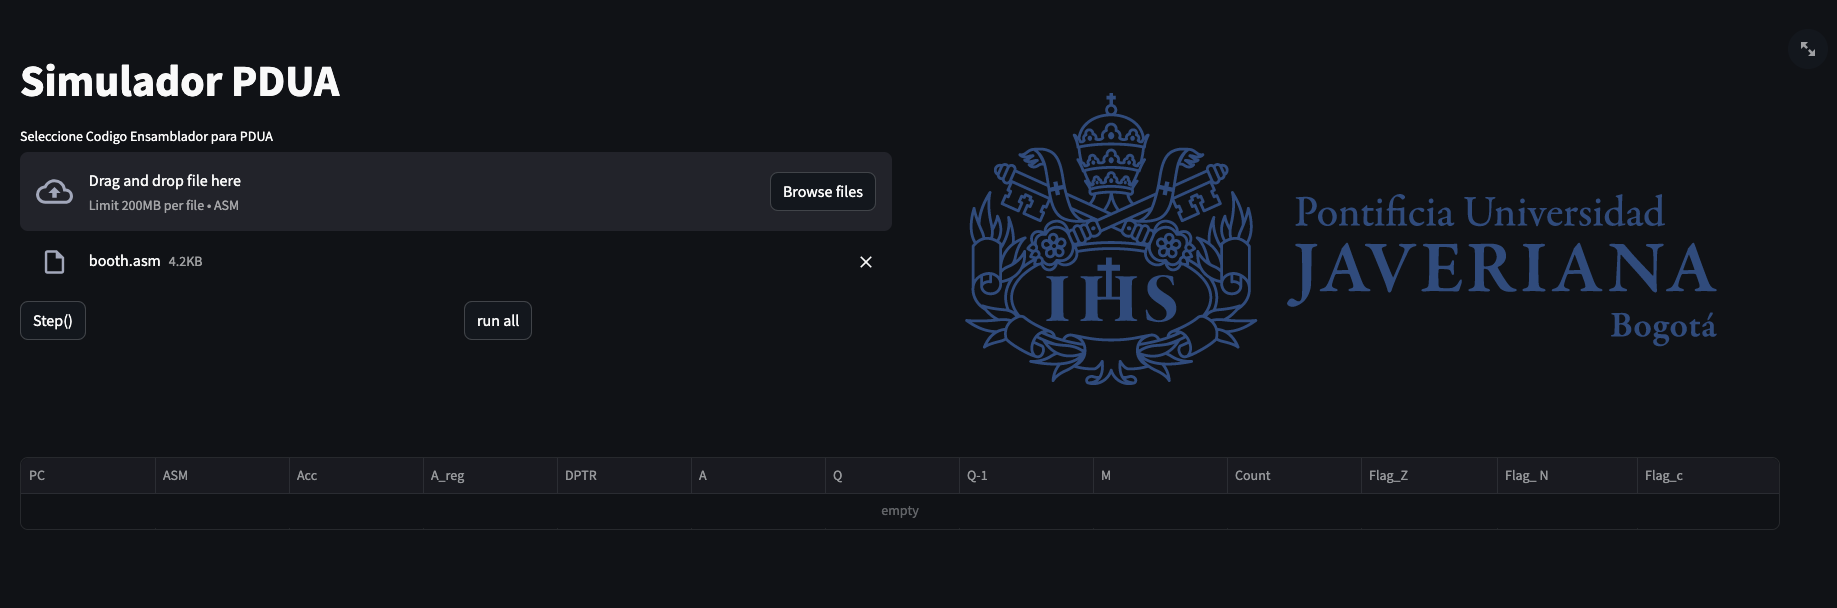 Simulador PDUA
Seleccione Codigo Ensamblador para PDUA
Drag and drop file here
Limit 200MB per file • ASM
Browse files
booth.asm 4.2KB
Step()
run all
IHS
Pontificia Universidad
JAVERIANA
Bogotá
PC ASM Acc A_reg DPTR A Q Q-1 M Count Flag_Z Flag_ N Flag_c
empty